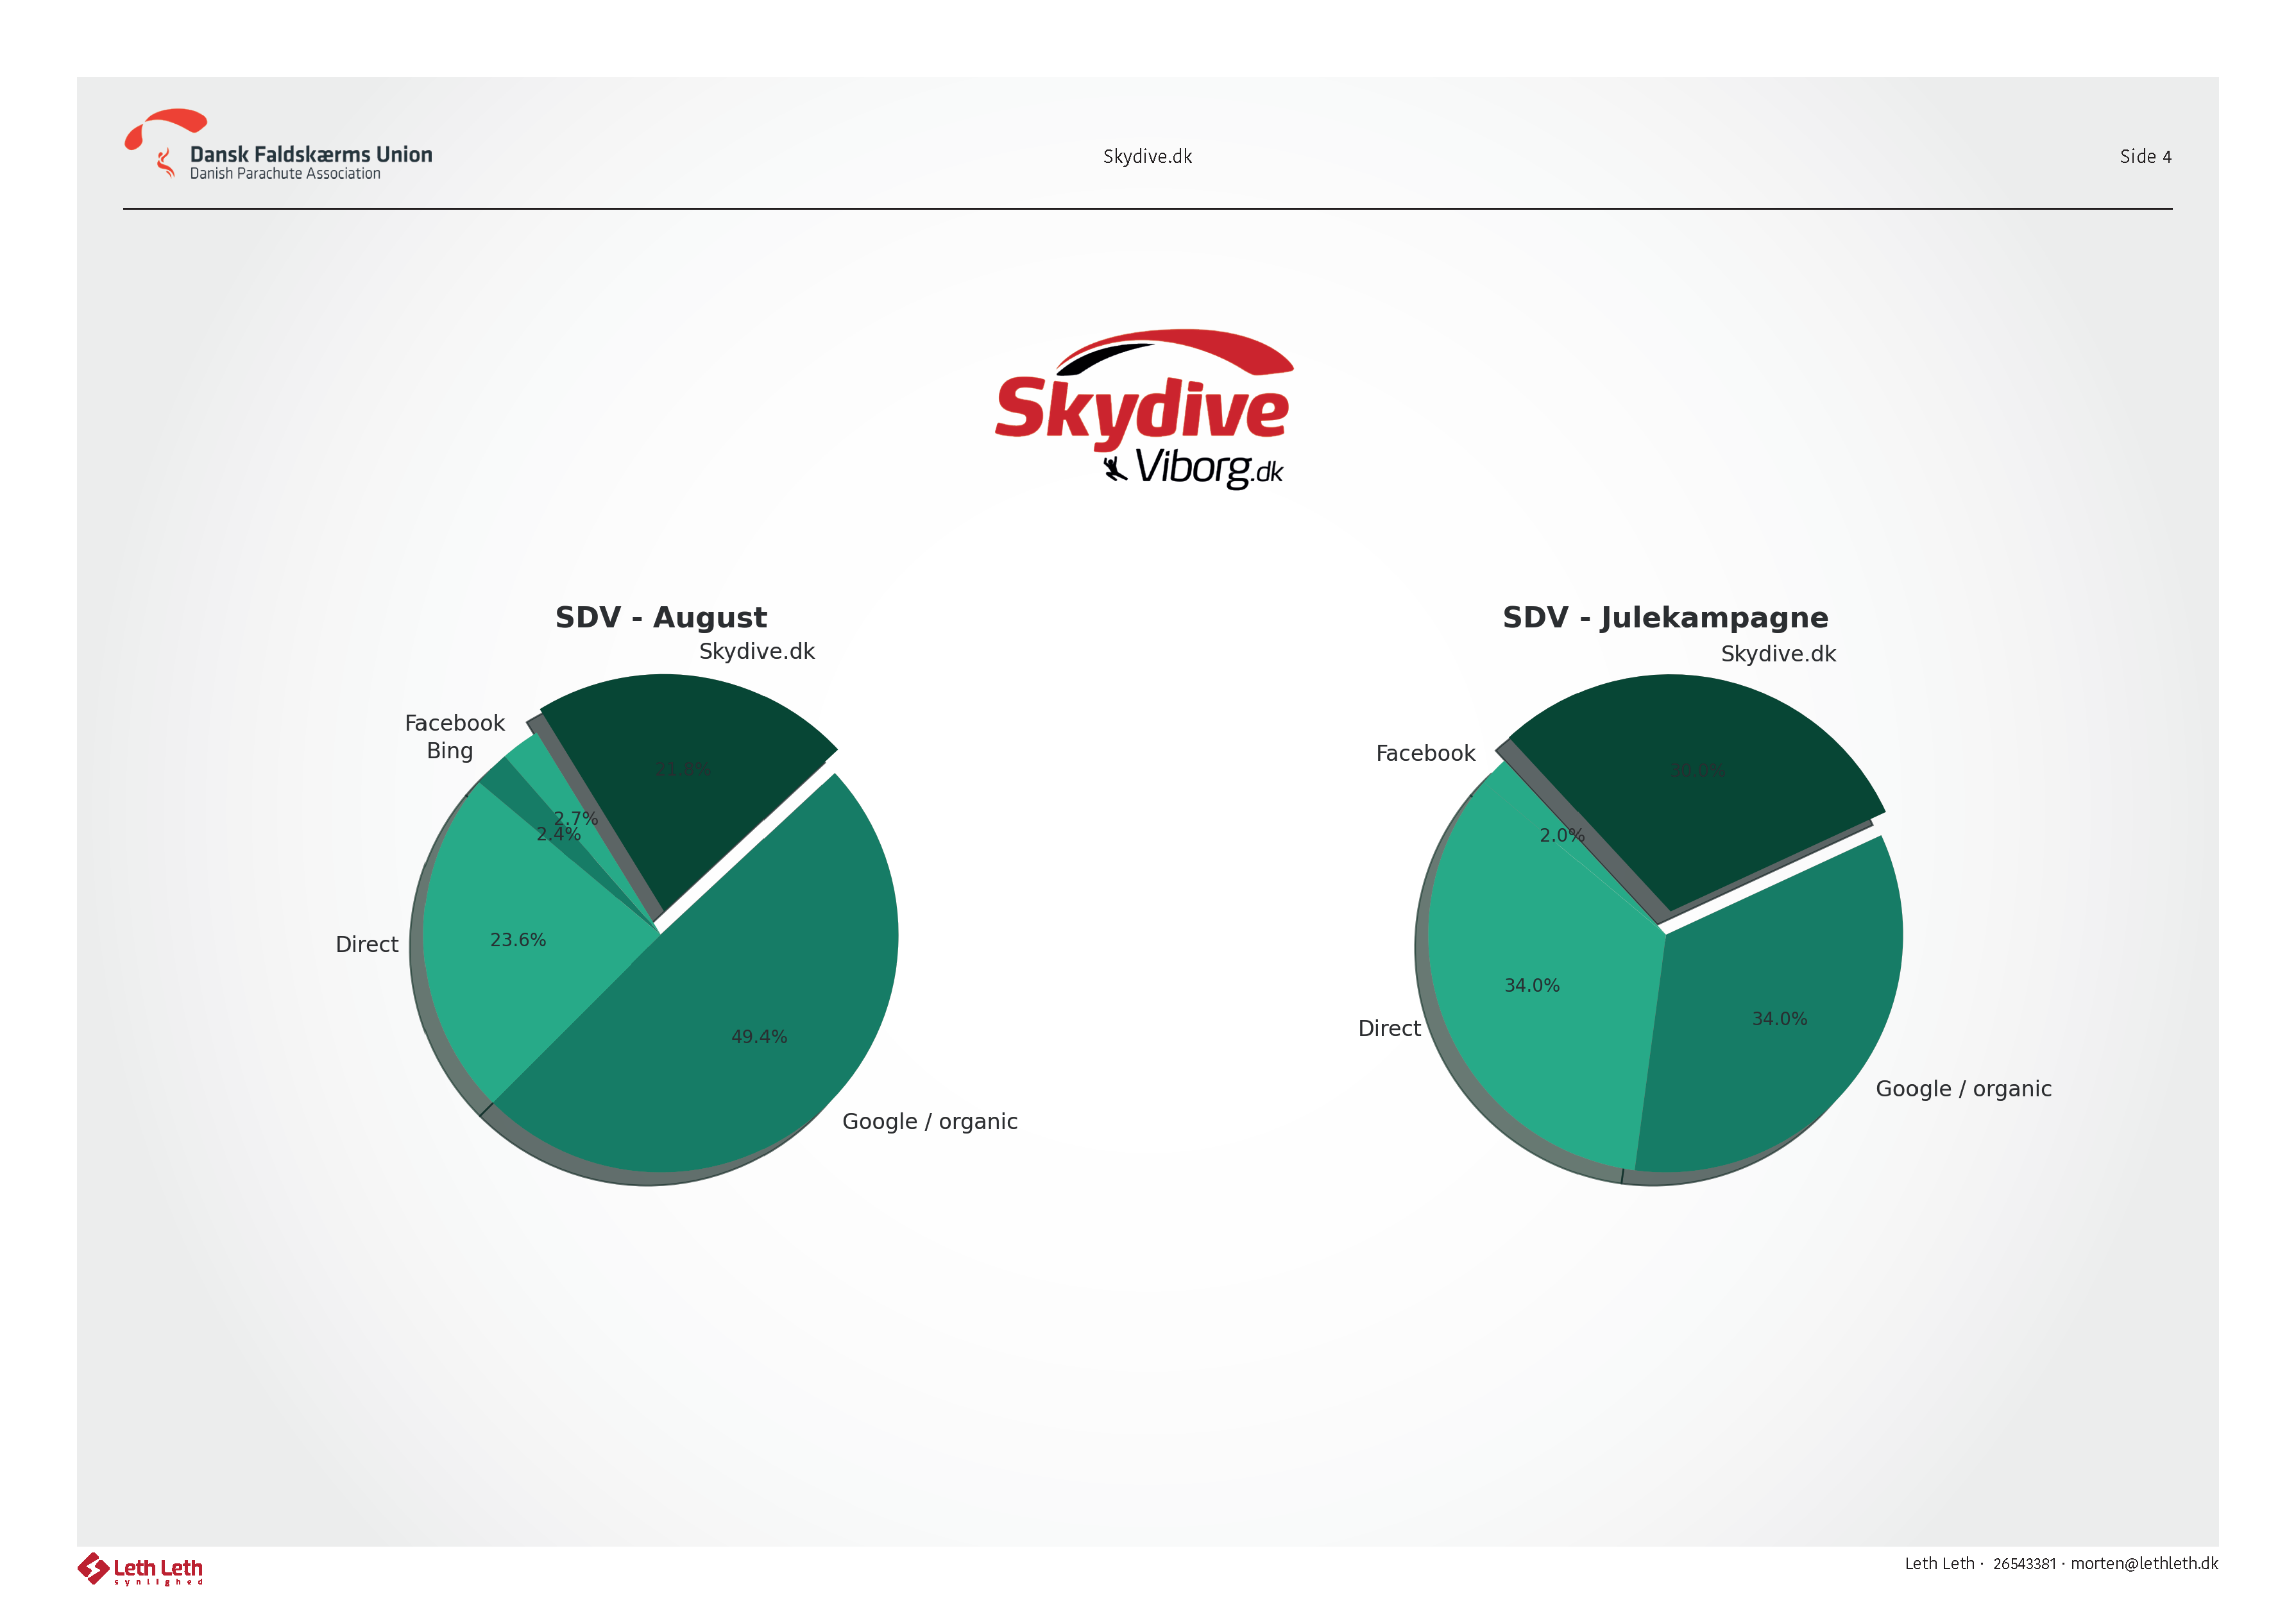 Dansk Faldskærms Union
Danish Parachute Association
Skydive.dk
Side 4
Skydive
Viborg.dk
SDV - August
Skydive.dk
Facebook
Bing
Direct
Google / organic
21.8%
2.7%
2.4%
23.6%
49.4%
SDV - Julekampagne
Skydive.dk
Facebook
Direct
Google / organic
30.0%
2.0%
34.0%
34.0%
Leth Leth
synlighed
Leth Leth · 26543381 · morten@lethleth.dk